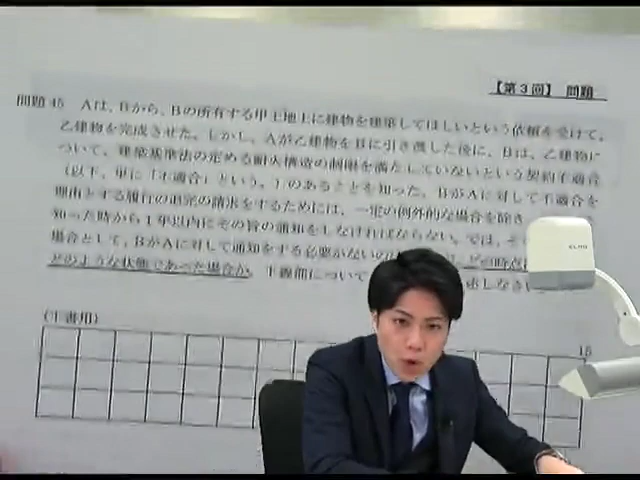 【第3回】 問題
問題 45 Aは、Bから、Bの所有する甲土地上に建物を建築してほしいという依頼を受けて、
乙建物を完成させた。しかし、Aが乙建物をBに引き渡した後に、Bは、乙建物に
ついて、建築基準法の定める耐火構造の制限を満たしていないという契約不適合
(以下、単に「不適合」という。)のあることを知った。BがAに対して不適合を
理由とする履行の追完の請求をするためには、一定の例外的な場合を除き
知った時から1年以内にその旨の通知をしなければならない。では、そ
場合として、BがAに対して通知をする必要がないの
どのような状態であった場合か。下線部について
(下書用)
15
ELMO